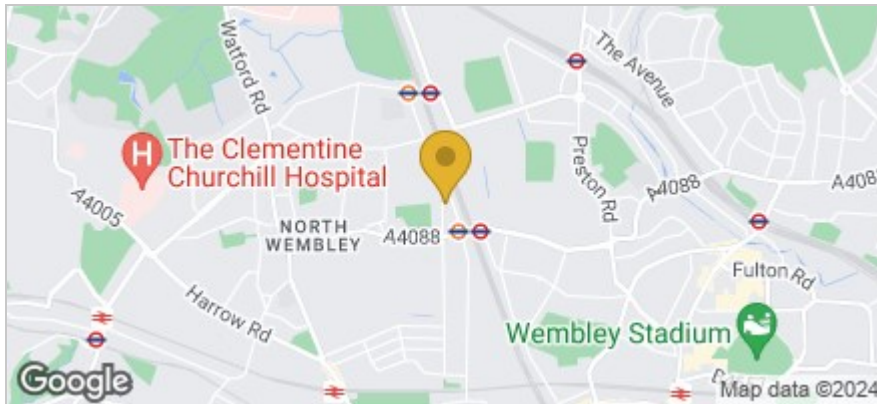 Watford Rd
The Avenue
H
The Clementine
Churchill Hospital
Preston Rd
A4088
A4088
A4005
NORTH
WEMBLEY
A4088
Fulton Rd
Harrow Rd
Wembley Stadium
Google
Map data ©2024